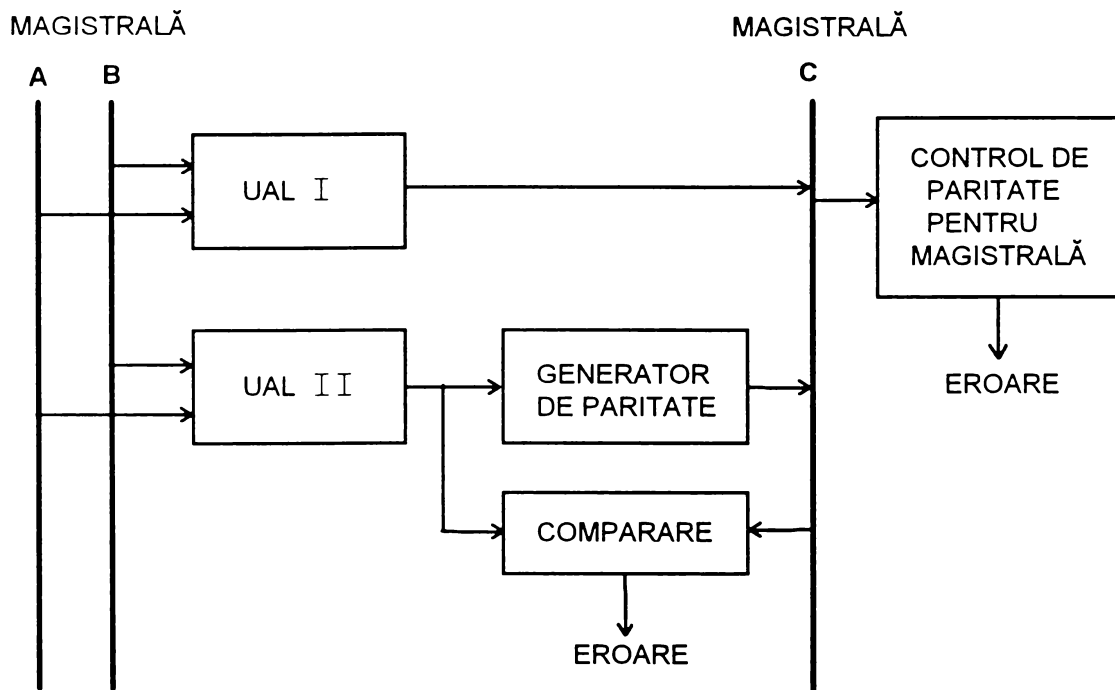 MAGISTRALĂ
MAGISTRALĂ
A
B
C
UAL I
CONTROL DE
PARITATE
PENTRU
MAGISTRALĂ
UAL II
GENERATOR
DE PARITATE
EROARE
COMPARARE
EROARE